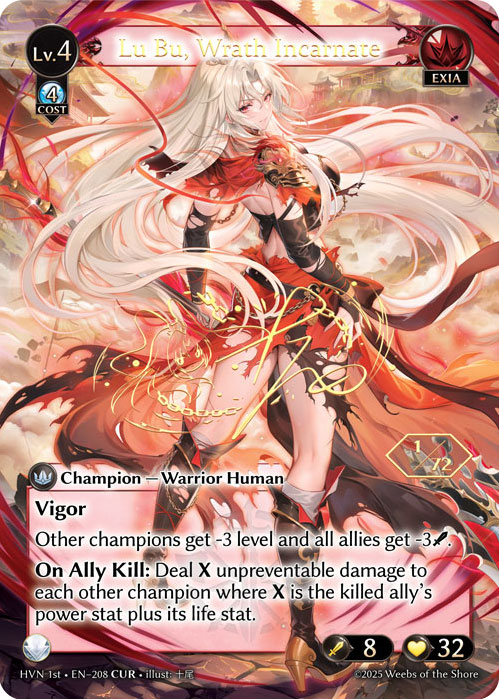 Lv.4
Lu Bu, Wrath Incarnate
EXIA
4
COST
1
72
Champion — Warrior Human
Vigor
Other champions get -3 level and all allies get -3.
On Ally Kill: Deal X unpreventable damage to
each other champion where X is the killed ally's
power stat plus its life stat.
8
32
HVN 1st • EN-208 CUR • illust: 十尾
©2025 Weebs of the Shore